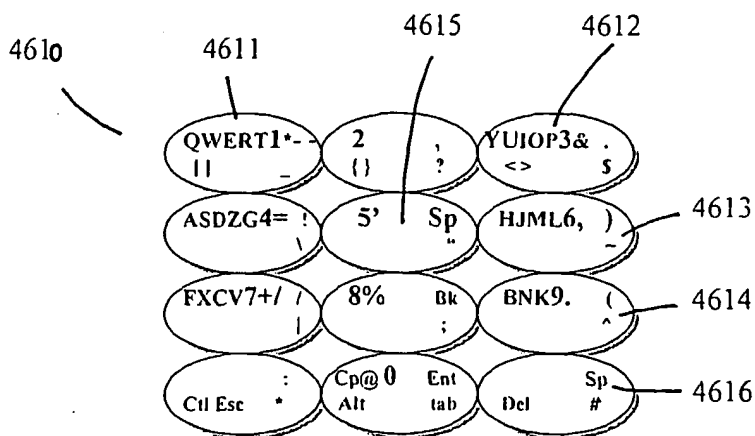 4610
4611
4615
4612
QWERT1*-- 2 , YUIOP3& .
{ } ? <> $
ASDZG4= ! 5' Sp HJML6, ) 4613
\ " ~
FXCV7+/ / 8% Bk BNK9. ( 4614
| ; ^
: Cp@ 0 Ent Sp 4616
Ctl Esc * Alt tab Del #